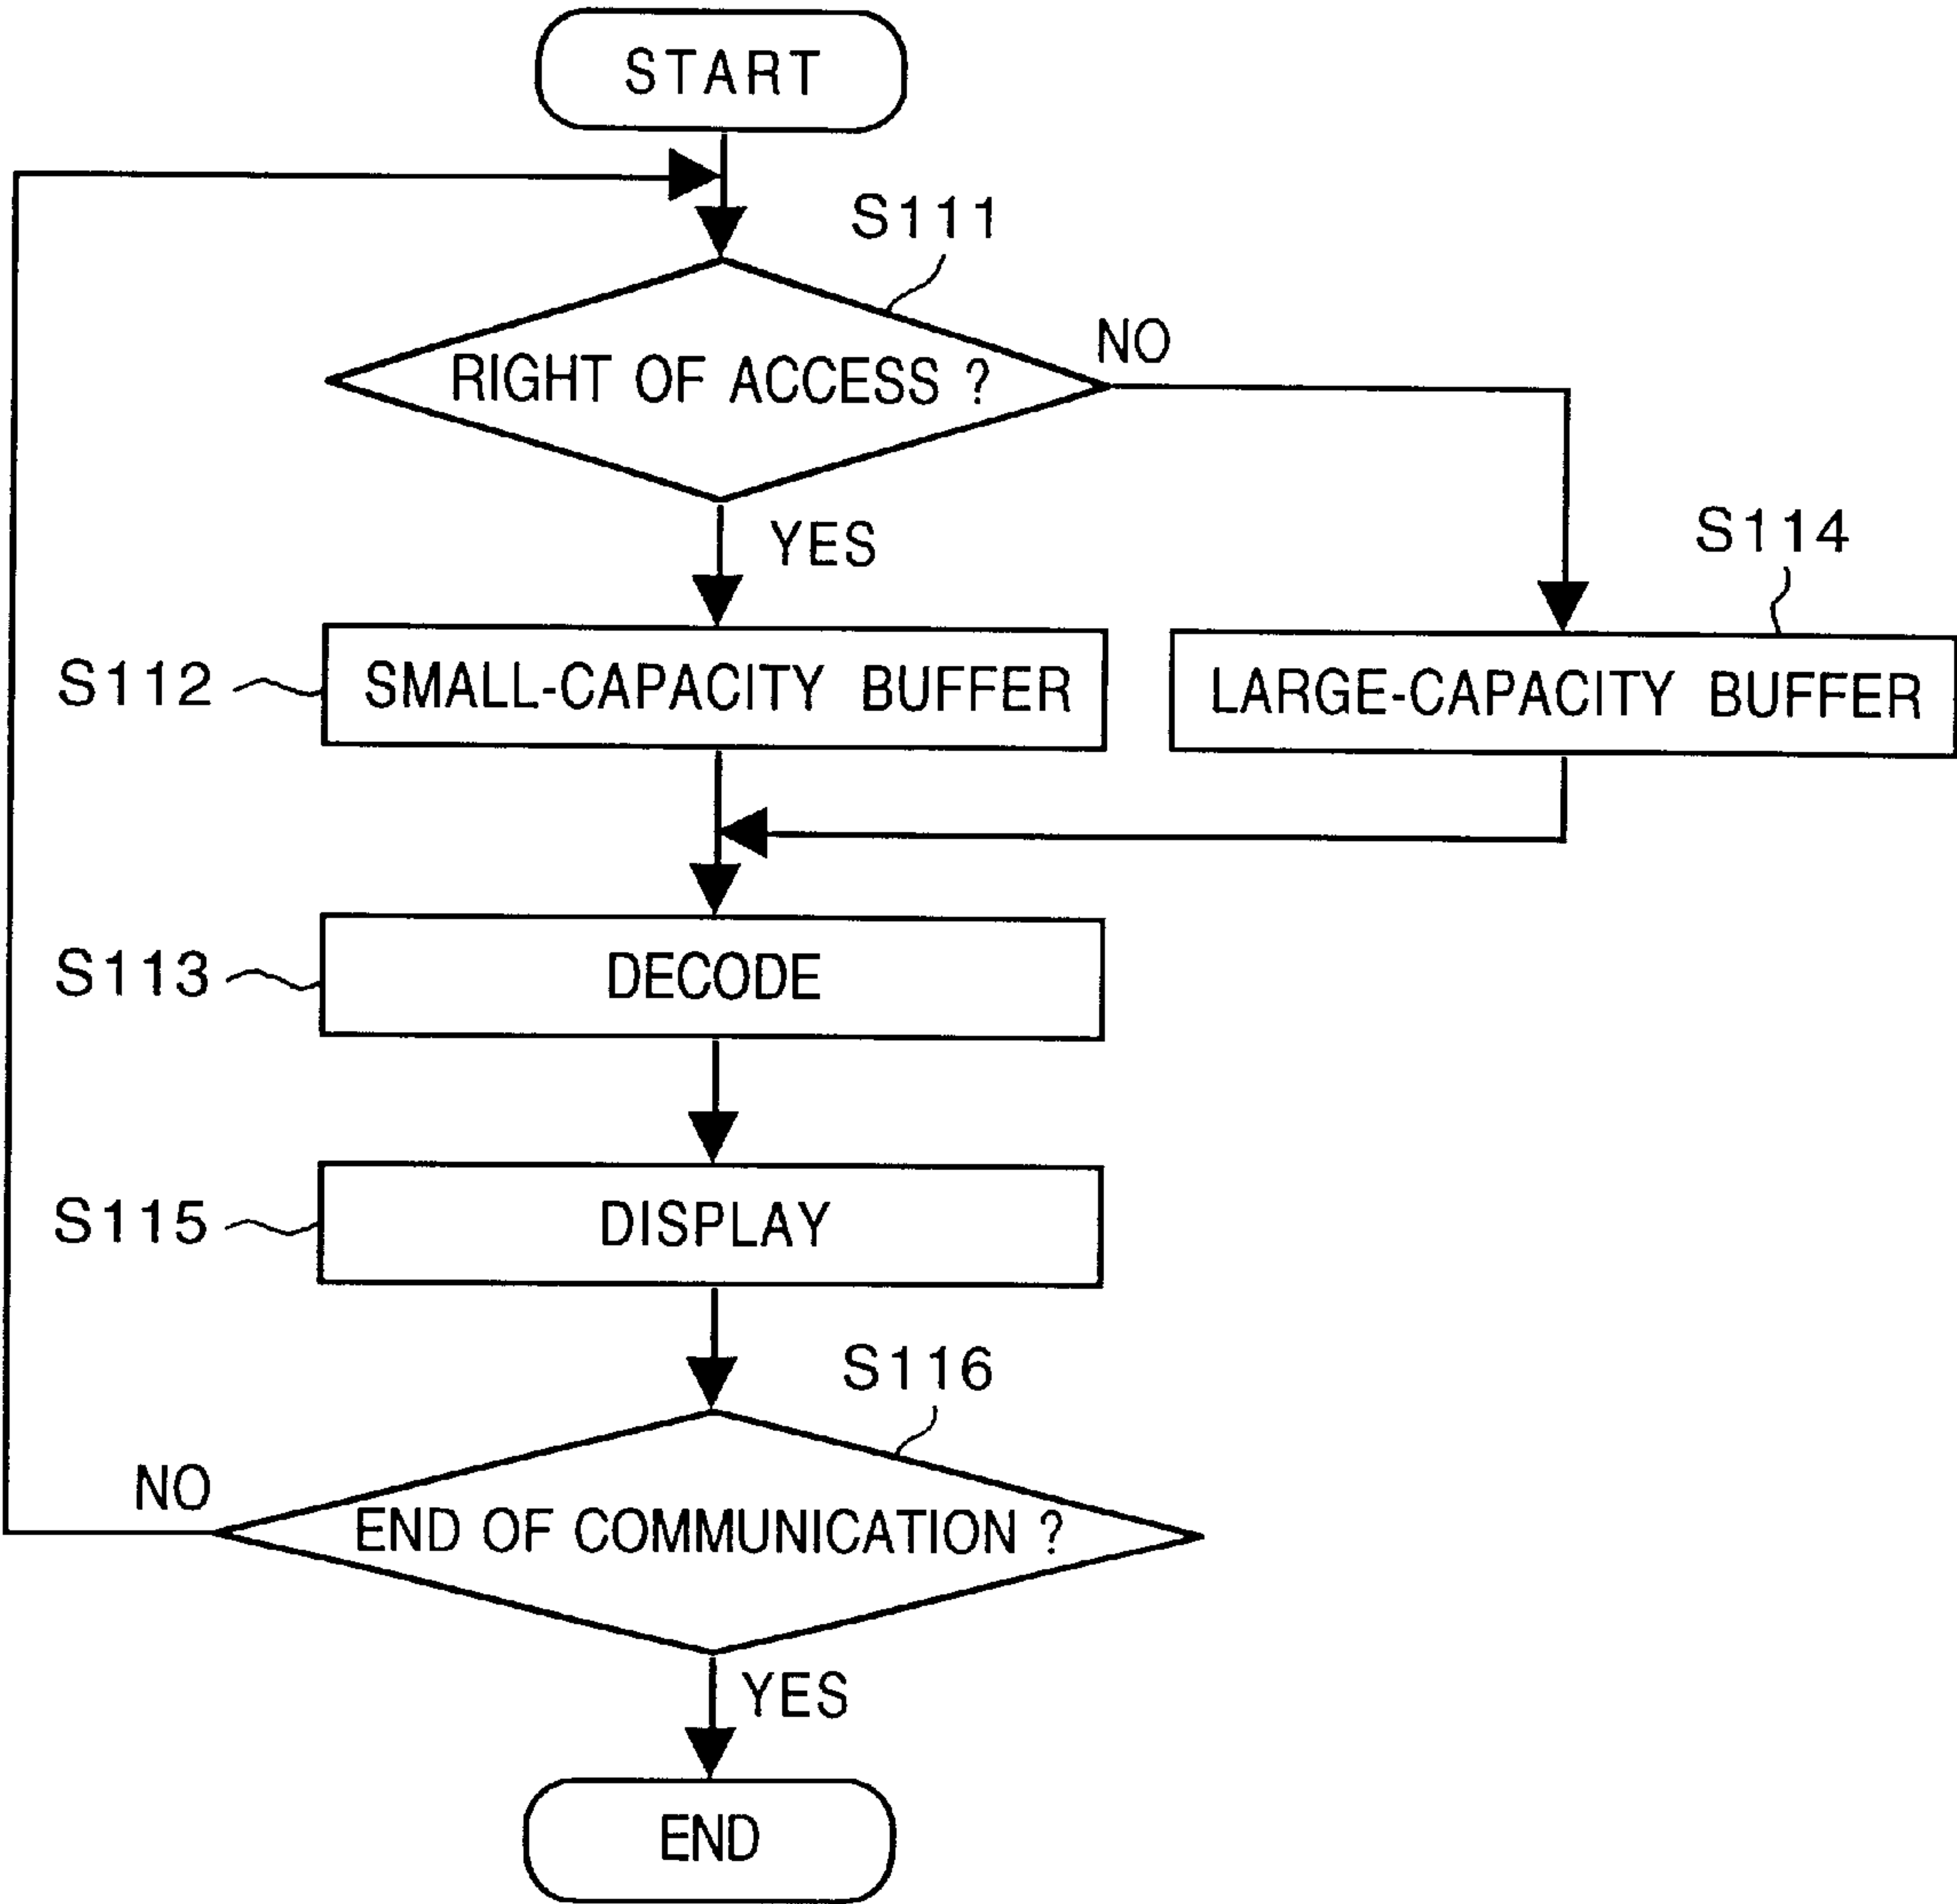 START
S111
RIGHT OF ACCESS ?
NO
YES
S114
S112
SMALL-CAPACITY BUFFER
LARGE-CAPACITY BUFFER
S113
DECODE
S115
DISPLAY
S116
NO
END OF COMMUNICATION ?
YES
END